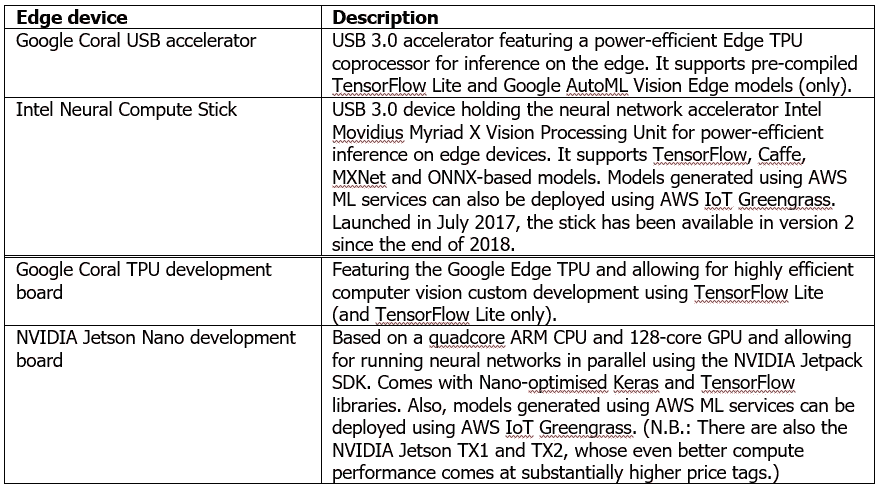 Edge device
Description
Google Coral USB accelerator
USB 3.0 accelerator featuring a power-efficient Edge TPU
coprocessor for inference on the edge. It supports pre-compiled
TensorFlow Lite and Google AutoML Vision Edge models (only).
Intel Neural Compute Stick
USB 3.0 device holding the neural network accelerator Intel
Movidius Myriad X Vision Processing Unit for power-efficient
inference on edge devices. It supports TensorFlow, Caffe,
MXNet and ONNX-based models. Models generated using AWS
ML services can also be deployed using AWS IoT Greengrass.
Launched in July 2017, the stick has been available in version 2
since the end of 2018.
Google Coral TPU development
board
Featuring the Google Edge TPU and allowing for highly efficient
computer vision custom development using TensorFlow Lite
(and TensorFlow Lite only).
NVIDIA Jetson Nano development
board
Based on a quadcore ARM CPU and 128-core GPU and allowing
for running neural networks in parallel using the NVIDIA Jetpack
SDK. Comes with Nano-optimised Keras and TensorFlow
libraries. Also, models generated using AWS ML services can be
deployed using AWS IoT Greengrass. (N.B.: There are also the
NVIDIA Jetson TX1 and TX2, whose even better compute
performance comes at substantially higher price tags.)